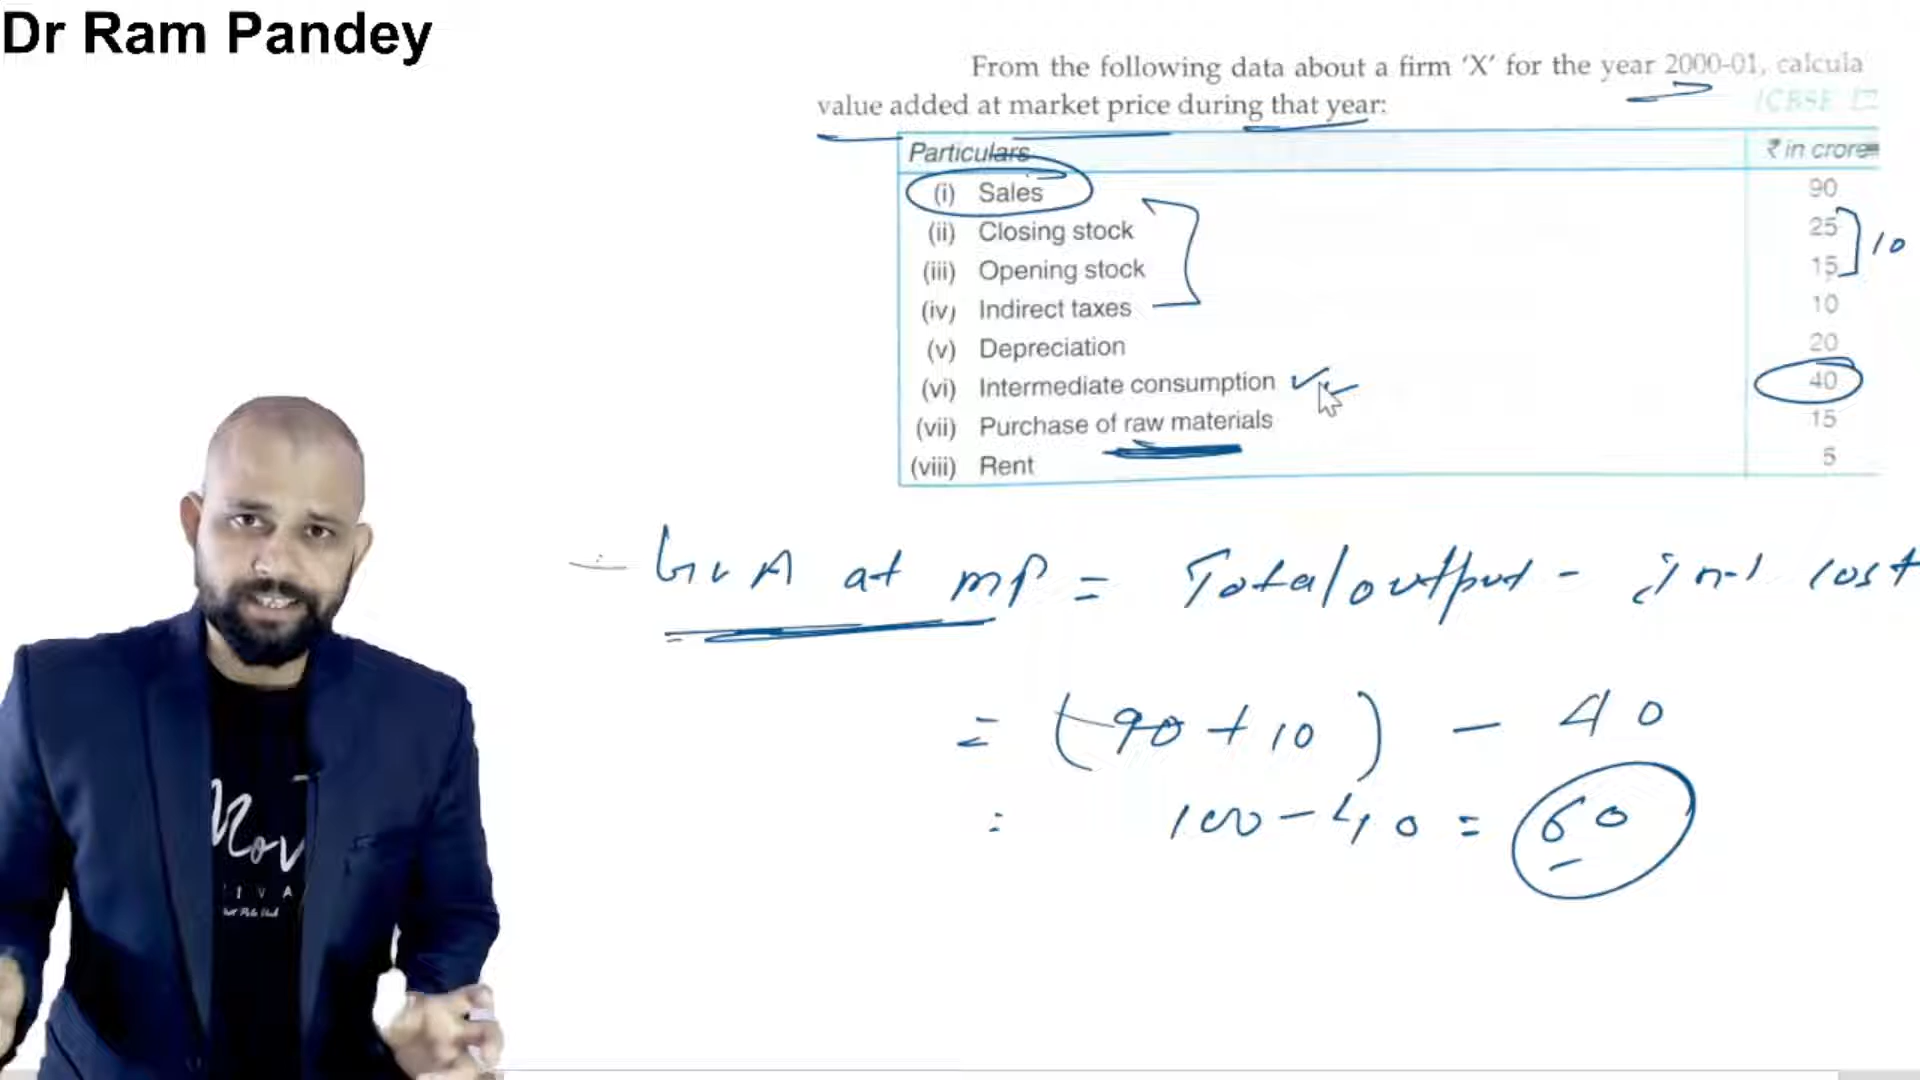 Dr Ram Pandey
From the following data about a firm ‘X’ for the year 2000-01, calcula
value added at market price during that year:
(CBSE
Particulars ₹ in crore
(i) Sales 90
(ii) Closing stock 25
10
(iii) Opening stock 15
(iv) Indirect taxes 10
(v) Depreciation 20
(vi) Intermediate consumption 40
(vii) Purchase of raw materials 15
(viii) Rent 5
GVA at MP = Total output - Int cost
= (90 + 10) - 40
= 100 - 40 = 60
Mov
IVA